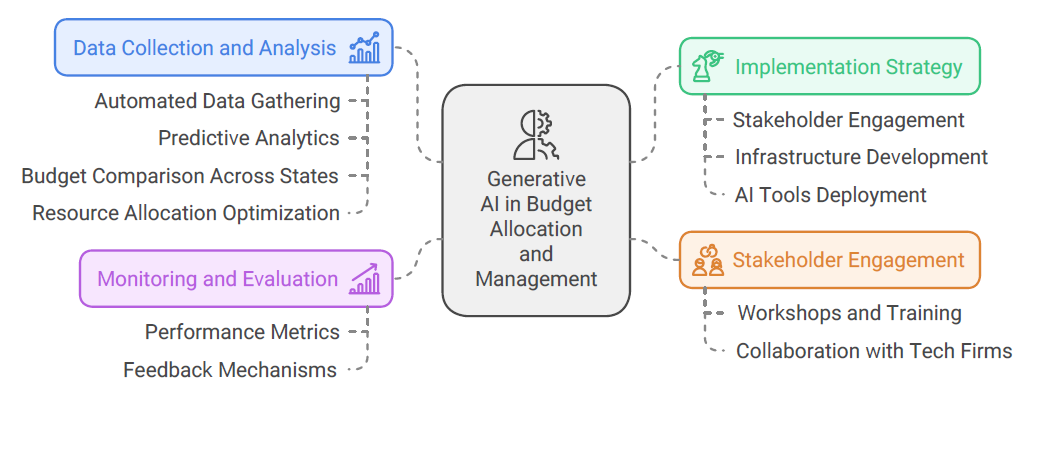 Data Collection and Analysis
Automated Data Gathering
Predictive Analytics
Budget Comparison Across States
Resource Allocation Optimization
Monitoring and Evaluation
Performance Metrics
Feedback Mechanisms
Generative
AI in Budget
Allocation
and
Management
Implementation Strategy
Stakeholder Engagement
Infrastructure Development
AI Tools Deployment
Stakeholder Engagement
Workshops and Training
Collaboration with Tech Firms